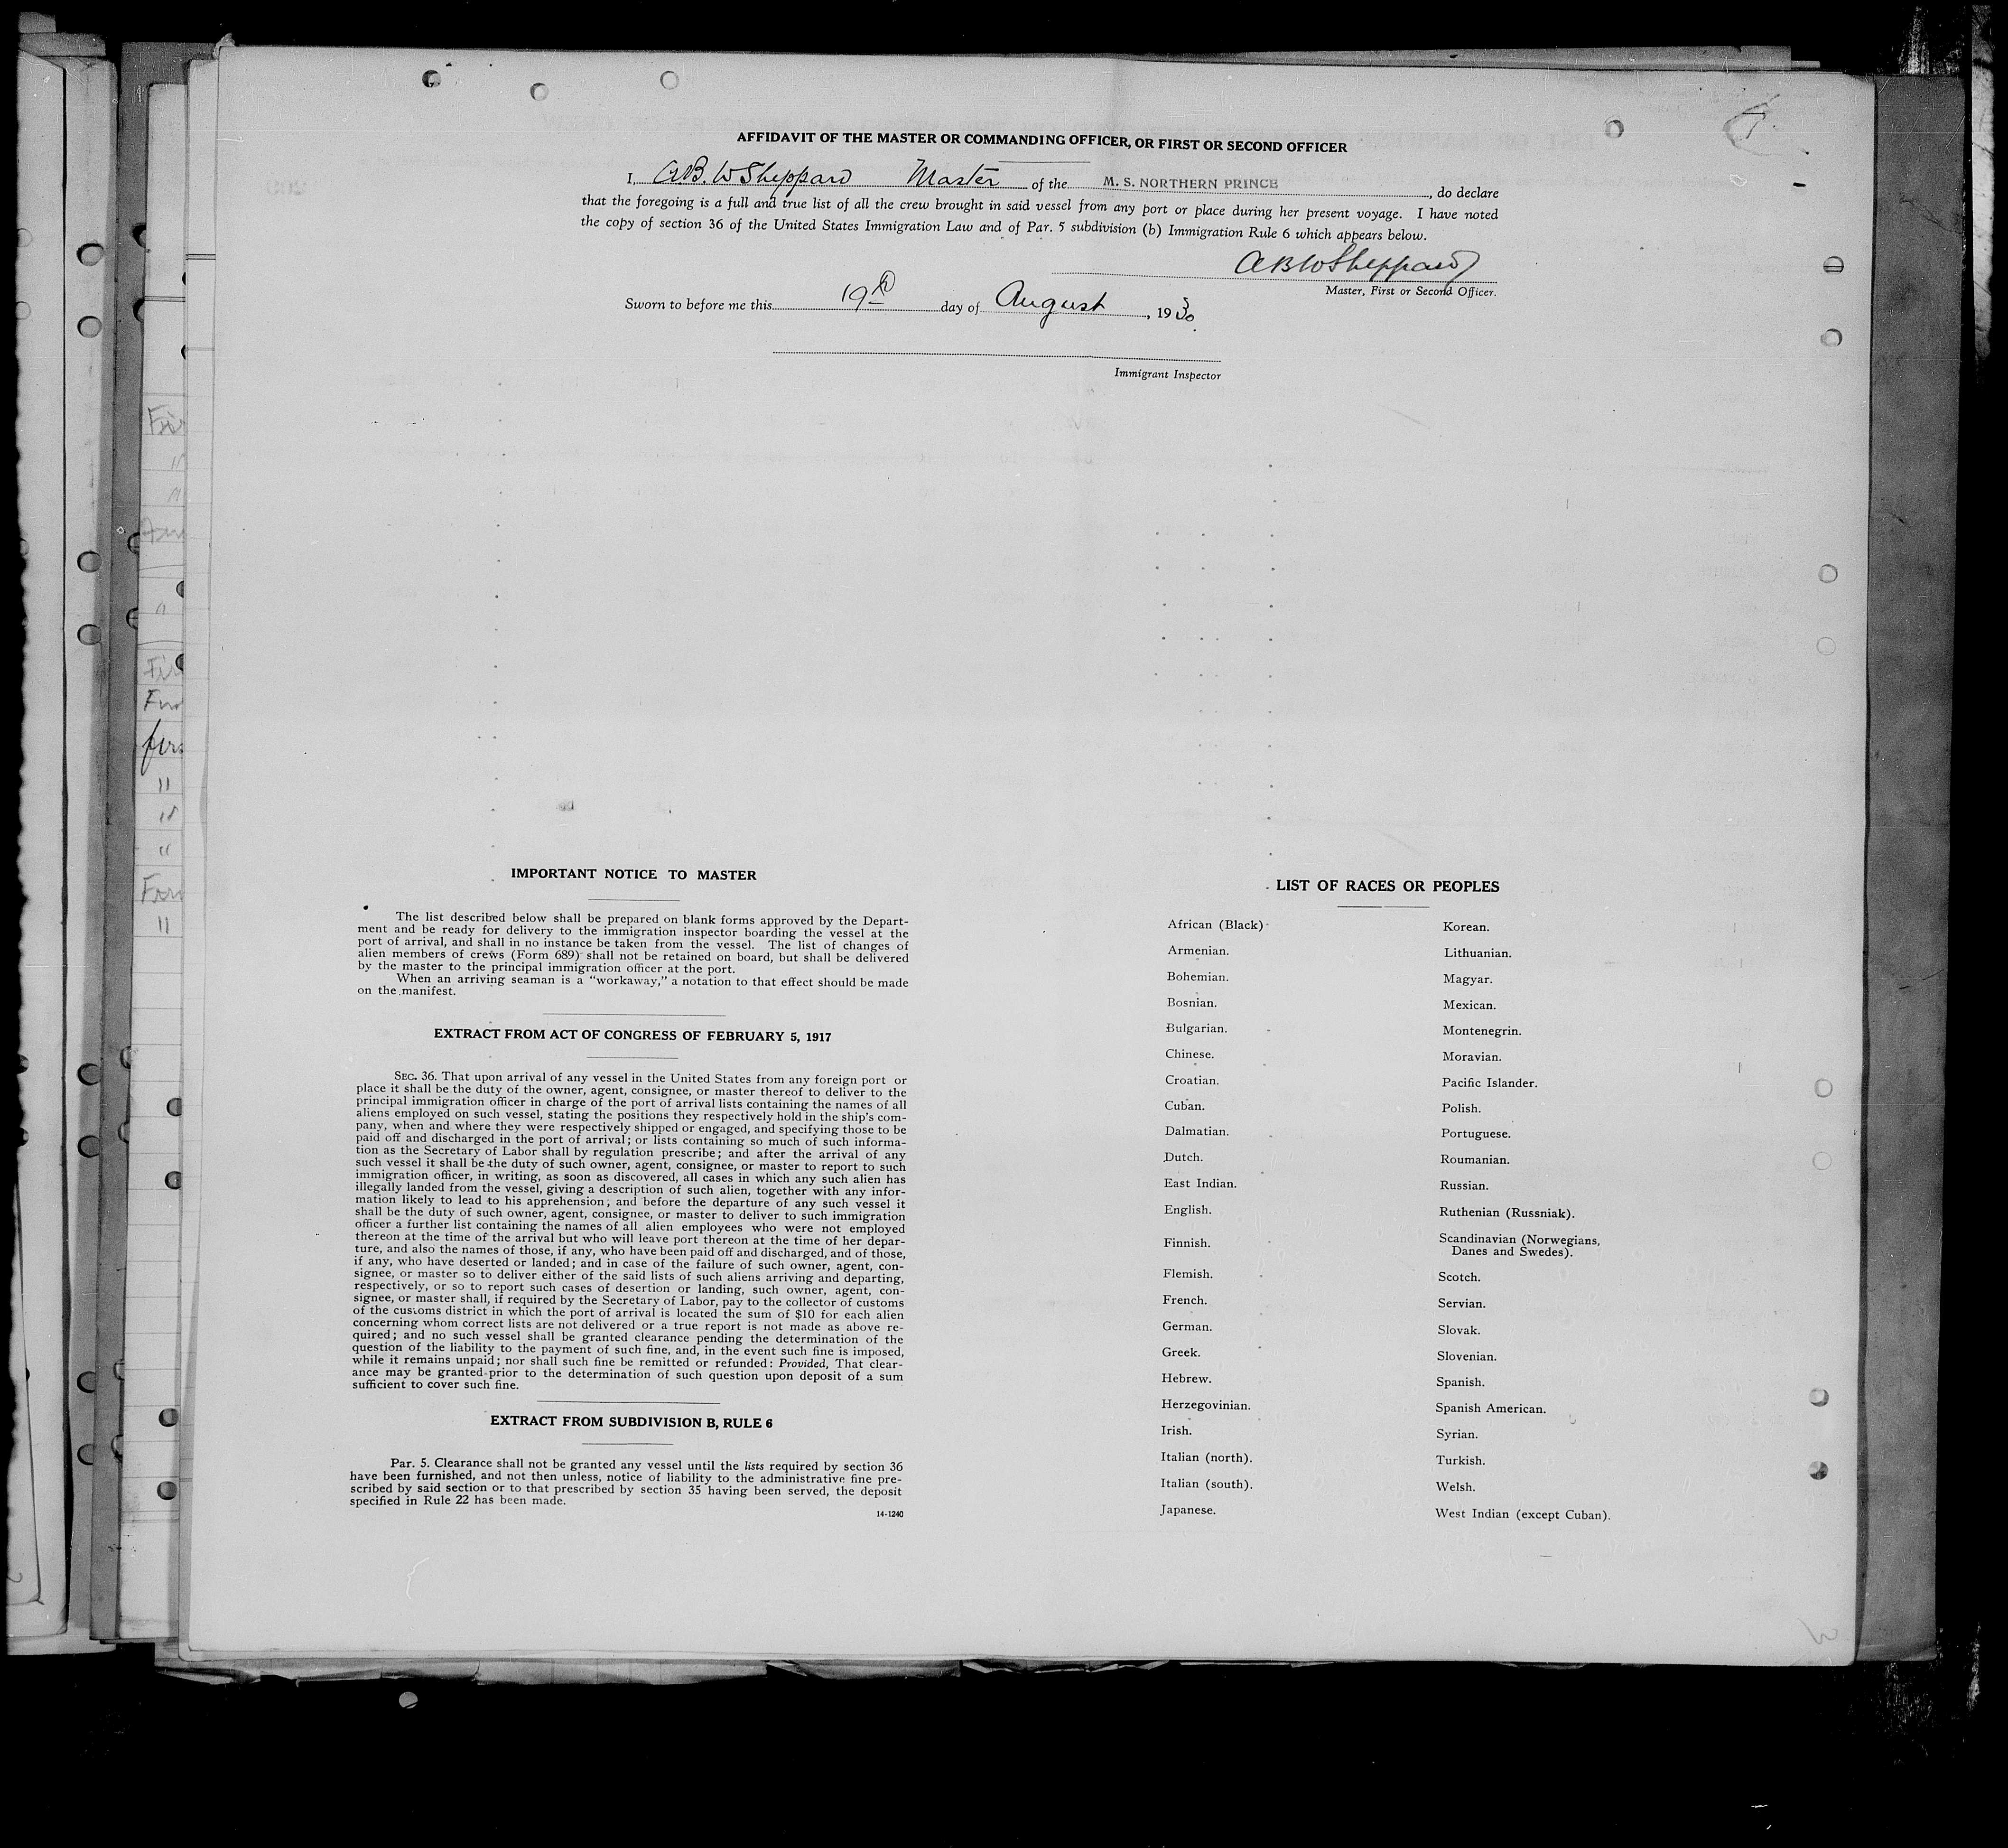 AFFIDAVIT OF THE MASTER OR COMMANDING OFFICER, OR FIRST OR SECOND OFFICER
I, A.B.W Sheppard Master of the M. S. NORTHERN PRINCE, do declare
that the foregoing is a full and true list of all the crew brought in said vessel from any port or place during her present voyage. I have noted
the copy of section 36 of the United States Immigration Law and of Par. 5 subdivision (b) Immigration Rule 6 which appears below.
ABWSheppard
Master, First or Second Officer.
Sworn to before me this 19th day of August, 1930.
Immigrant Inspector
IMPORTANT NOTICE TO MASTER
The list described below shall be prepared on blank forms approved by the Depart-
ment and be ready for delivery to the immigration inspector boarding the vessel at the
port of arrival, and shall in no instance be taken from the vessel. The list of changes of
alien members of crews (Form 689) shall not be retained on board, but shall be delivered
by the master to the principal immigration officer at the port.
When an arriving seaman is a "workaway," a notation to that effect should be made
on the manifest.
EXTRACT FROM ACT OF CONGRESS OF FEBRUARY 5, 1917
SEC. 36. That upon arrival of any vessel in the United States from any foreign port or
place it shall be the duty of the owner, agent, consignee, or master thereof to deliver to the
principal immigration officer in charge of the port of arrival lists containing the names of all
aliens employed on such vessel, stating the positions they respectively hold in the ship's com-
pany, when and where they were respectively shipped or engaged, and specifying those to be
paid off and discharged in the port of arrival; or lists containing so much of such informa-
tion as the Secretary of Labor shall by regulation prescribe; and after the arrival of any
such vessel it shall be the duty of such owner, agent, consignee, or master to report to such
immigration officer, in writing, as soon as discovered, all cases in which any such alien has
illegally landed from the vessel, giving a description of such alien, together with any infor-
mation likely to lead to his apprehension; and before the departure of any such vessel it
shall be the duty of such owner, agent, consignee, or master to deliver to such immigration
officer a further list containing the names of all alien employees who were not employed
thereon at the time of the arrival but who will leave port thereon at the time of her depar-
ture, and also the names of those, if any, who have been paid off and discharged, and of those,
if any, who have deserted or landed; and in case of the failure of such owner, agent, con-
signee, or master so to deliver either of the said lists of such aliens arriving and departing,
respectively, or so to report such cases of desertion or landing, such owner, agent, con-
signee, or master shall, if required by the Secretary of Labor, pay to the collector of customs
of the customs district in which the port of arrival is located the sum of $10 for each alien
concerning whom correct lists are not delivered or a true report is not made as above re-
quired; and no such vessel shall be granted clearance pending the determination of the
question of the liability to the payment of such fine, and, in the event such fine is imposed,
while it remains unpaid; nor shall such fine be remitted or refunded: Provided, That clear-
ance may be granted prior to the determination of such question upon deposit of a sum
sufficient to cover such fine.
EXTRACT FROM SUBDIVISION B, RULE 6
Par. 5. Clearance shall not be granted any vessel until the lists required by section 36
have been furnished, and not then unless, notice of liability to the administrative fine pre-
scribed by said section or to that prescribed by section 35 having been served, the deposit
specified in Rule 22 has been made.
14-1240
LIST OF RACES OR PEOPLES
African (Black)
Armenian.
Bohemian.
Bosnian.
Bulgarian.
Chinese.
Croatian.
Cuban.
Dalmatian.
Dutch.
East Indian.
English.
Finnish.
Flemish.
French.
German.
Greek.
Hebrew.
Herzegovinian.
Irish.
Italian (north).
Italian (south).
Japanese.
Korean.
Lithuanian.
Magyar.
Mexican.
Montenegrin.
Moravian.
Pacific Islander.
Polish.
Portuguese.
Roumanian.
Russian.
Ruthenian (Russniak).
Scandinavian (Norwegians,
Danes and Swedes).
Scotch.
Servian.
Slovak.
Slovenian.
Spanish.
Spanish American.
Syrian.
Turkish.
Welsh.
West Indian (except Cuban).